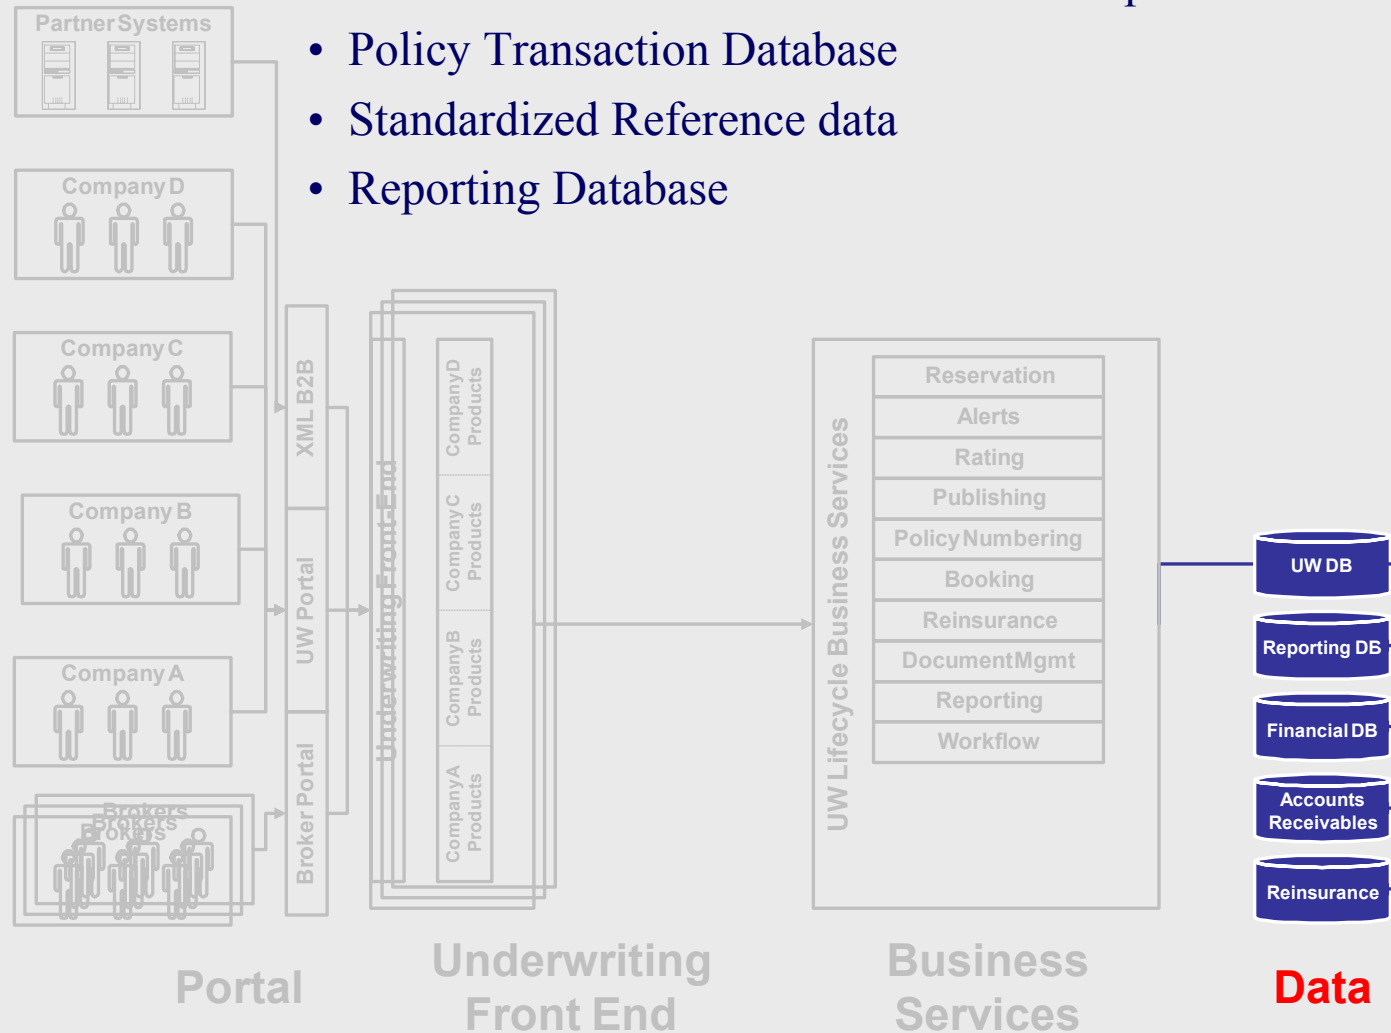 • Policy Transaction Database
• Standardized Reference data
• Reporting Database
Partner Systems
Company D
Company C
Company B
Company A
Brokers
Brokers
Brokers
XML B2B
UW Portal
Broker Portal
Underwriting Front-End
Company D
Products
Company C
Products
Company B
Products
Company A
Products
UW Lifecycle Business Services
Reservation
Alerts
Rating
Publishing
Policy Numbering
Booking
Reinsurance
Document Mgmt
Reporting
Workflow
UW DB
Reporting DB
Financial DB
Accounts
Receivables
Reinsurance
Portal
Underwriting
Front End
Business
Services
Data